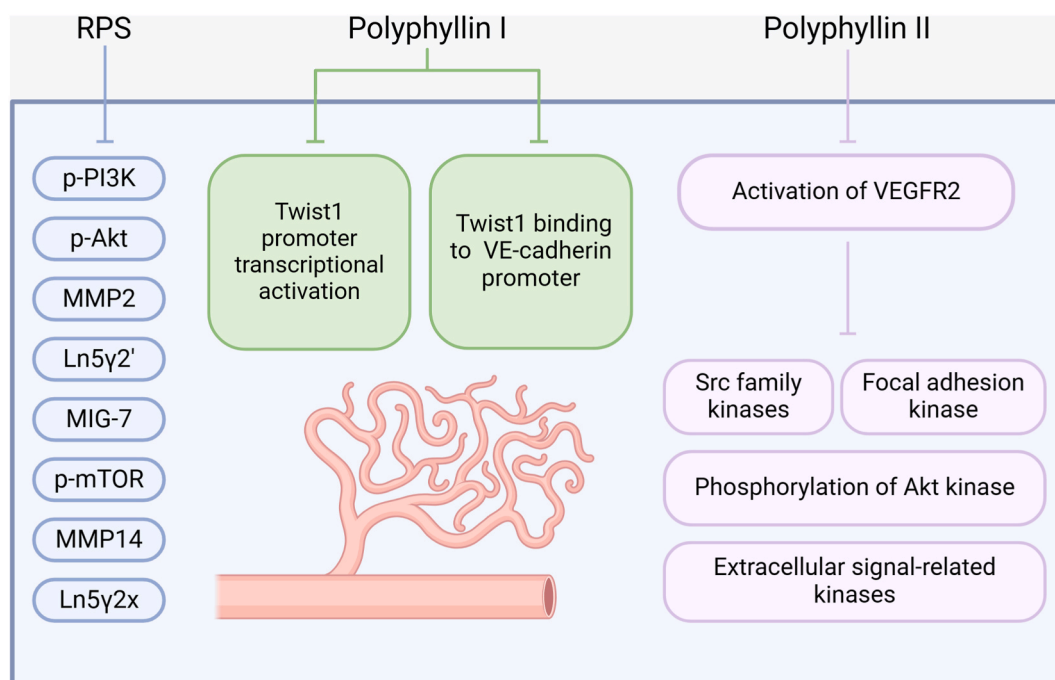 RPS
Polyphyllin I
Polyphyllin II
p-PI3K
p-Akt
MMP2
Ln5γ2'
MIG-7
p-mTOR
MMP14
Ln5γ2x
Twist1
promoter
transcriptional
activation
Twist1 binding
to VE-cadherin
promoter
Activation of VEGFR2
Src family
kinases
Focal adhesion
kinase
Phosphorylation of Akt kinase
Extracellular signal-related
kinases